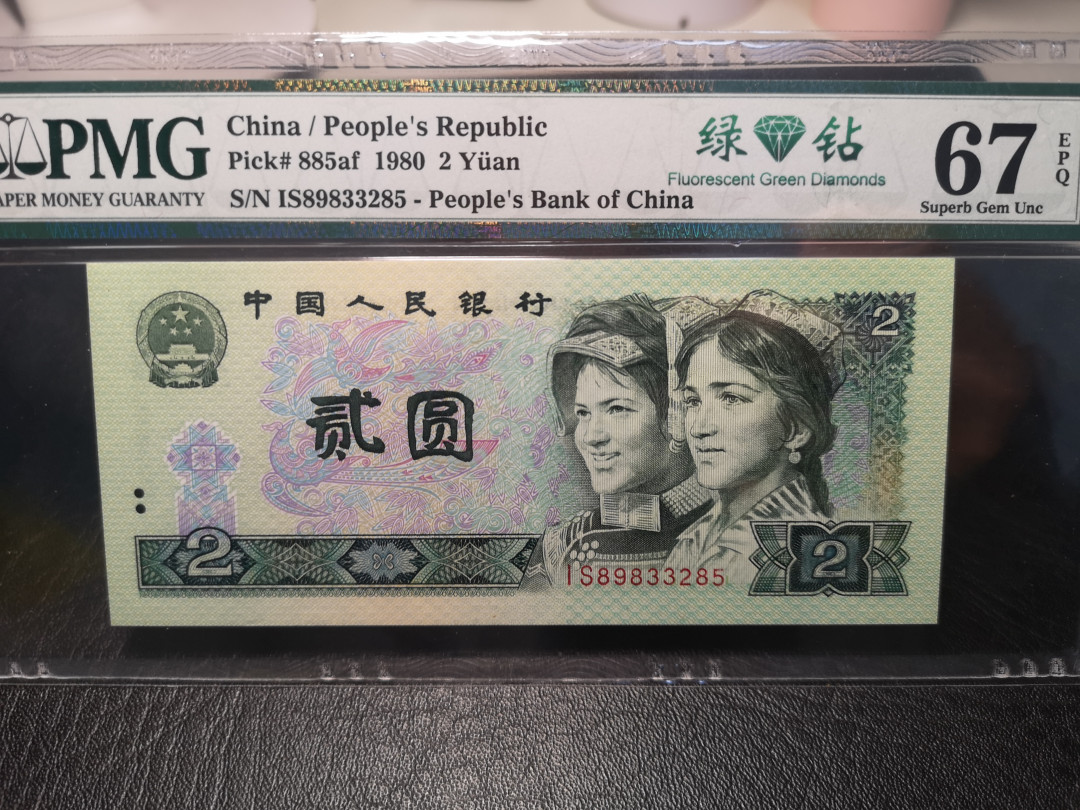 PMG
PAPER MONEY GUARANTY
China / People's Republic
Pick# 885af 1980 2 Yüan
S/N IS89833285 - People's Bank of China
绿钻
Fluorescent Green Diamonds
67
EPQ
Superb Gem Unc
中国人民银行
2
贰圆
2
IS89833285
2